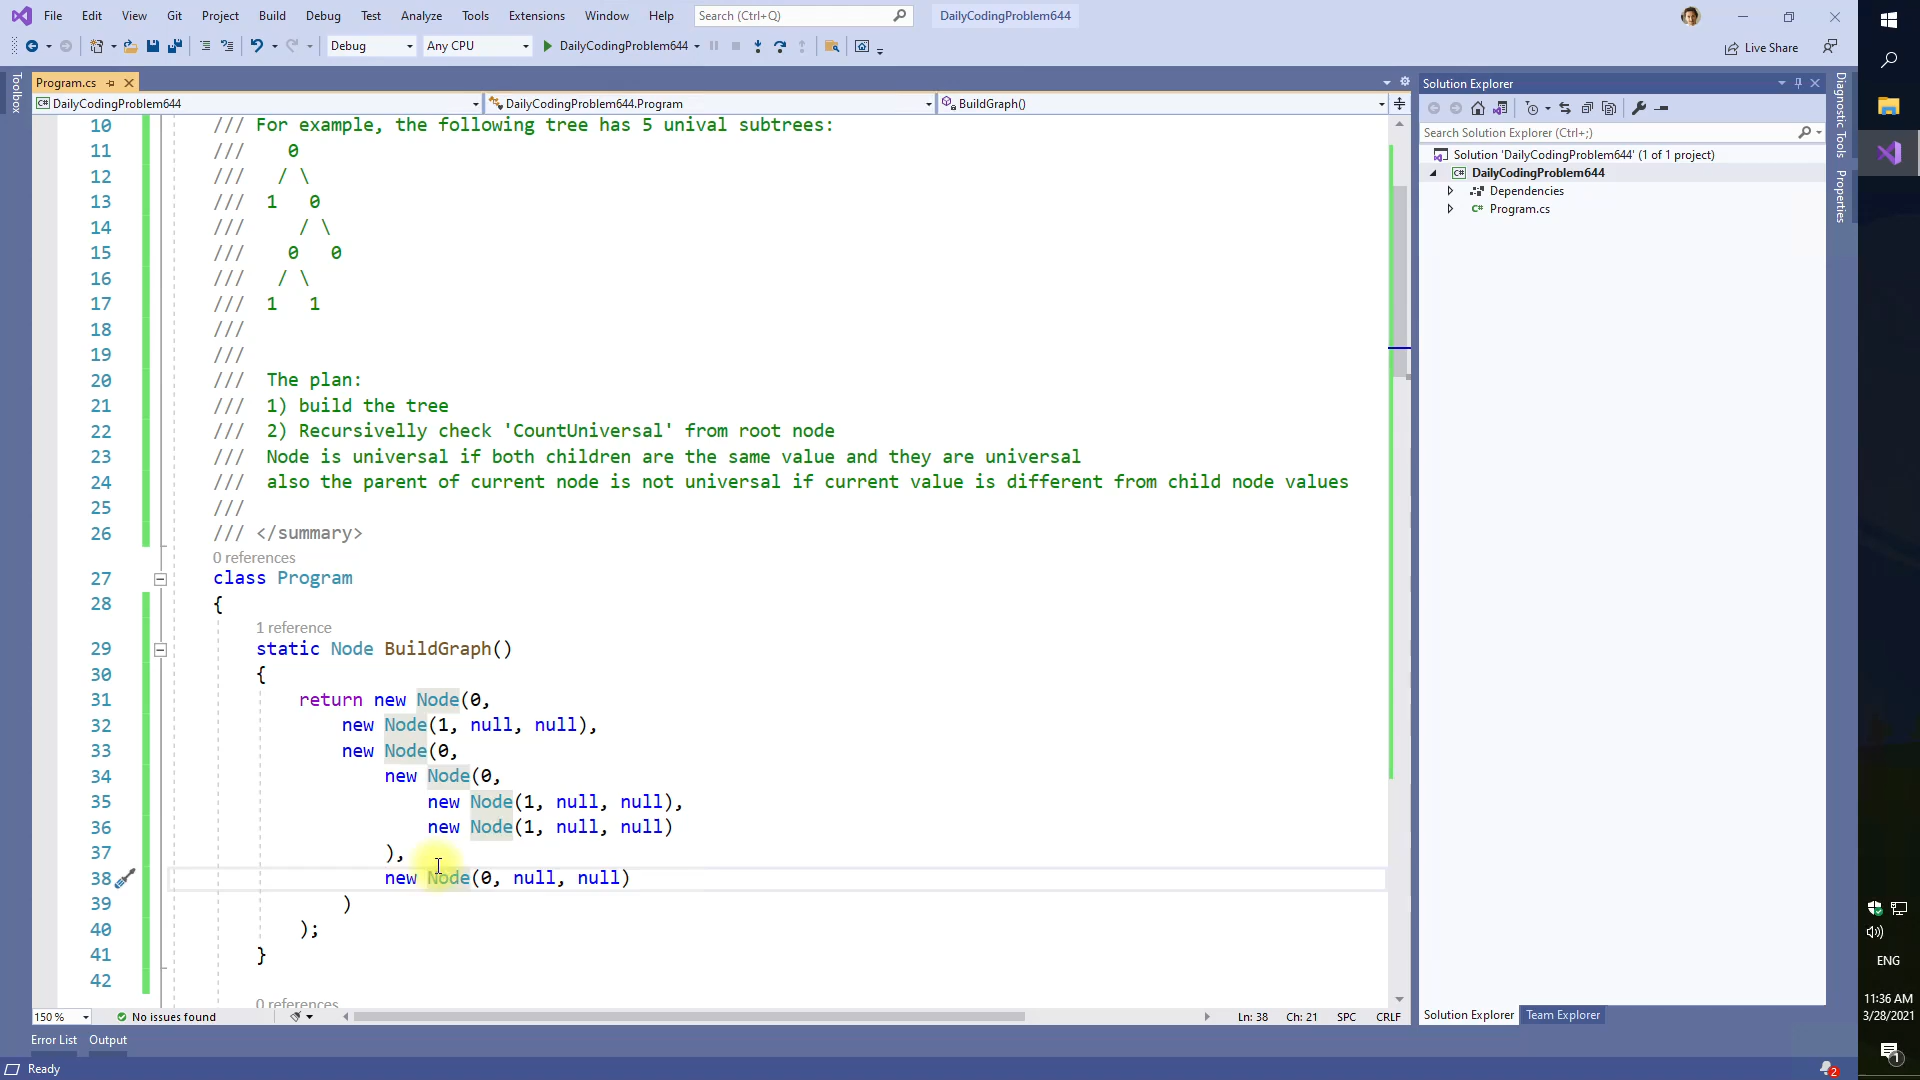 File Edit View Git Project Build Debug Test Analyze Tools Extensions Window Help Search (Ctrl+Q) DailyCodingProblem644
Debug Any CPU DailyCodingProblem644 Live Share
Program.cs
DailyCodingProblem644 DailyCodingProblem644.Program BuildGraph()
Toolbox
10 /// For example, the following tree has 5 unival subtrees:
11 /// 0
12 /// / \
13 /// 1 0
14 /// / \
15 /// 0 0
16 /// / \
17 /// 1 1
18 ///
19 ///
20 /// The plan:
21 /// 1) build the tree
22 /// 2) Recursivelly check 'CountUniversal' from root node
23 /// Node is universal if both children are the same value and they are universal
24 /// also the parent of current node is not universal if current value is different from child node values
25 ///
26 /// </summary>
0 references
27 class Program
28 {
1 reference
29 static Node BuildGraph()
30 {
31 return new Node(0,
32 new Node(1, null, null),
33 new Node(0,
34 new Node(0,
35 new Node(1, null, null),
36 new Node(1, null, null)
37 ),
38 new Node(0, null, null)
39 )
40 );
41 }
42
0 references
150 % No issues found Ln: 38 Ch: 21 SPC CRLF
Error List Output
Ready
Solution Explorer
Search Solution Explorer (Ctrl+;)
Solution 'DailyCodingProblem644' (1 of 1 project)
DailyCodingProblem644
Dependencies
C# Program.cs
Solution Explorer Team Explorer
Diagnostic Tools
Properties
ENG
11:36 AM
3/28/2021
1
2